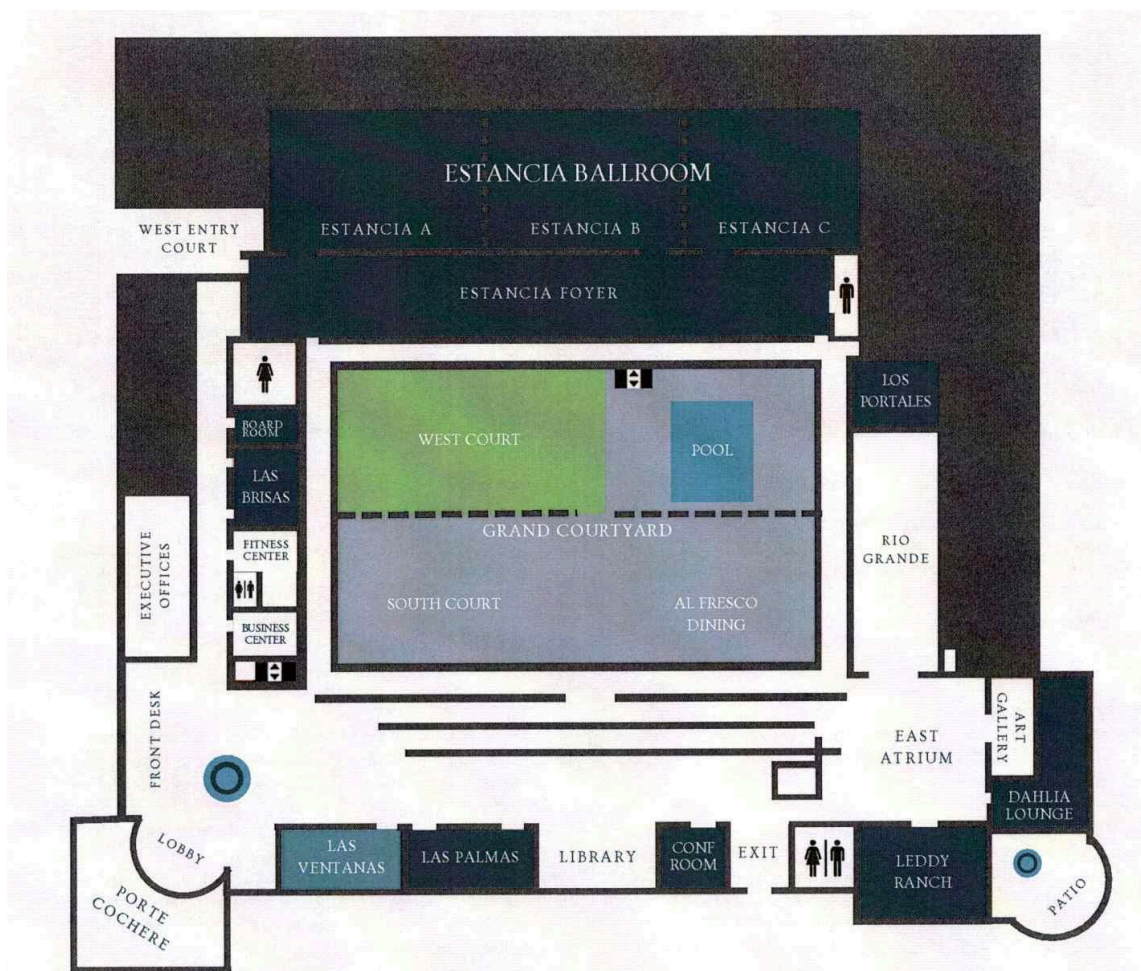 ESTANCIA BALLROOM
WEST ENTRY
COURT
ESTANCIA A
ESTANCIA B
ESTANCIA C
ESTANCIA FOYER
LOS
PORTALES
BOARD
ROOM
WEST COURT
POOL
LAS
BRISAS
GRAND COURTYARD
EXECUTIVE
OFFICES
FITNESS
CENTER
RIO
GRANDE
SOUTH COURT
AL FRESCO
DINING
BUSINESS
CENTER
FRONT DESK
EAST
ATRIUM
ART
GALLERY
DAHLIA
LOUNGE
LOBBY
LAS
VENTANAS
LAS PALMAS
LIBRARY
CONF
ROOM
EXIT
LEDDY
RANCH
PATIO
PORTE
COCHERE